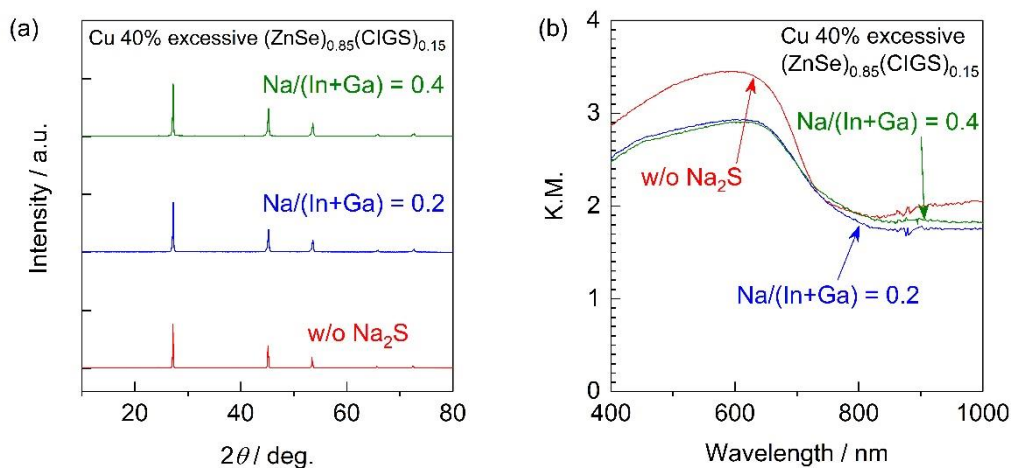 (a)
Cu 40% excessive (ZnSe)0.85(CIGS)0.15
Na/(In+Ga) = 0.4
Na/(In+Ga) = 0.2
w/o Na2S
Intensity / a.u.
20 40 60 80
2θ / deg.
(b)
Cu 40% excessive
(ZnSe)0.85(CIGS)0.15
Na/(In+Ga) = 0.4
w/o Na2S
Na/(In+Ga) = 0.2
K.M.
4
3
2
1
0
400 600 800 1000
Wavelength / nm